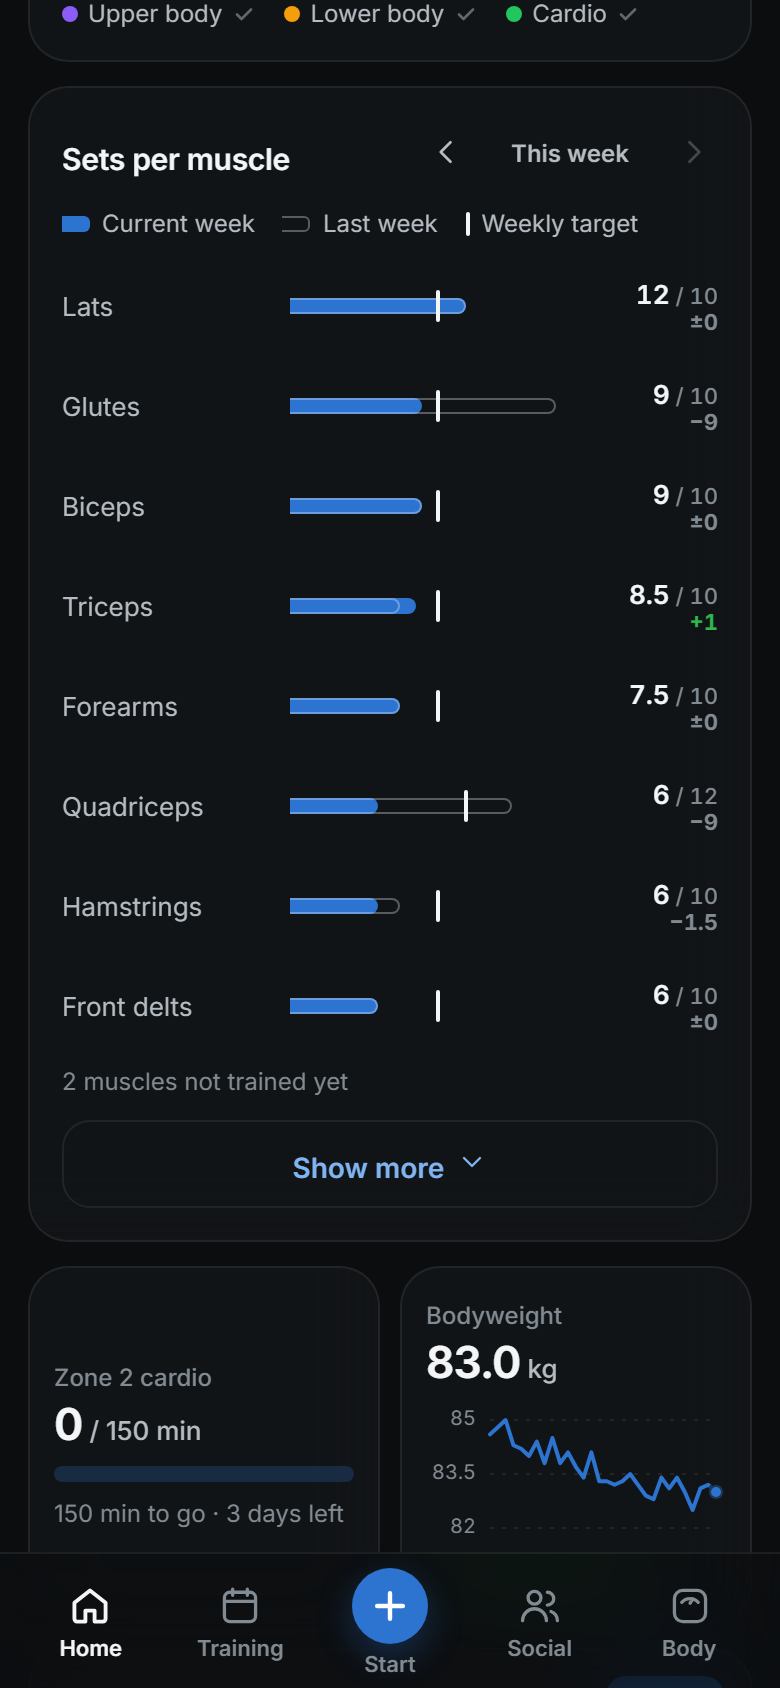 Upper body Lower body Cardio
Sets per muscle
This week
Current week Last week Weekly target
Lats 12 / 10
±0
Glutes 9 / 10
−9
Biceps 9 / 10
±0
Triceps 8.5 / 10
+1
Forearms 7.5 / 10
±0
Quadriceps 6 / 12
−9
Hamstrings 6 / 10
−1.5
Front delts 6 / 10
±0
2 muscles not trained yet
Show more
Zone 2 cardio
0 / 150 min
150 min to go · 3 days left
Bodyweight
83.0 kg
85
83.5
82
Home Training Start Social Body